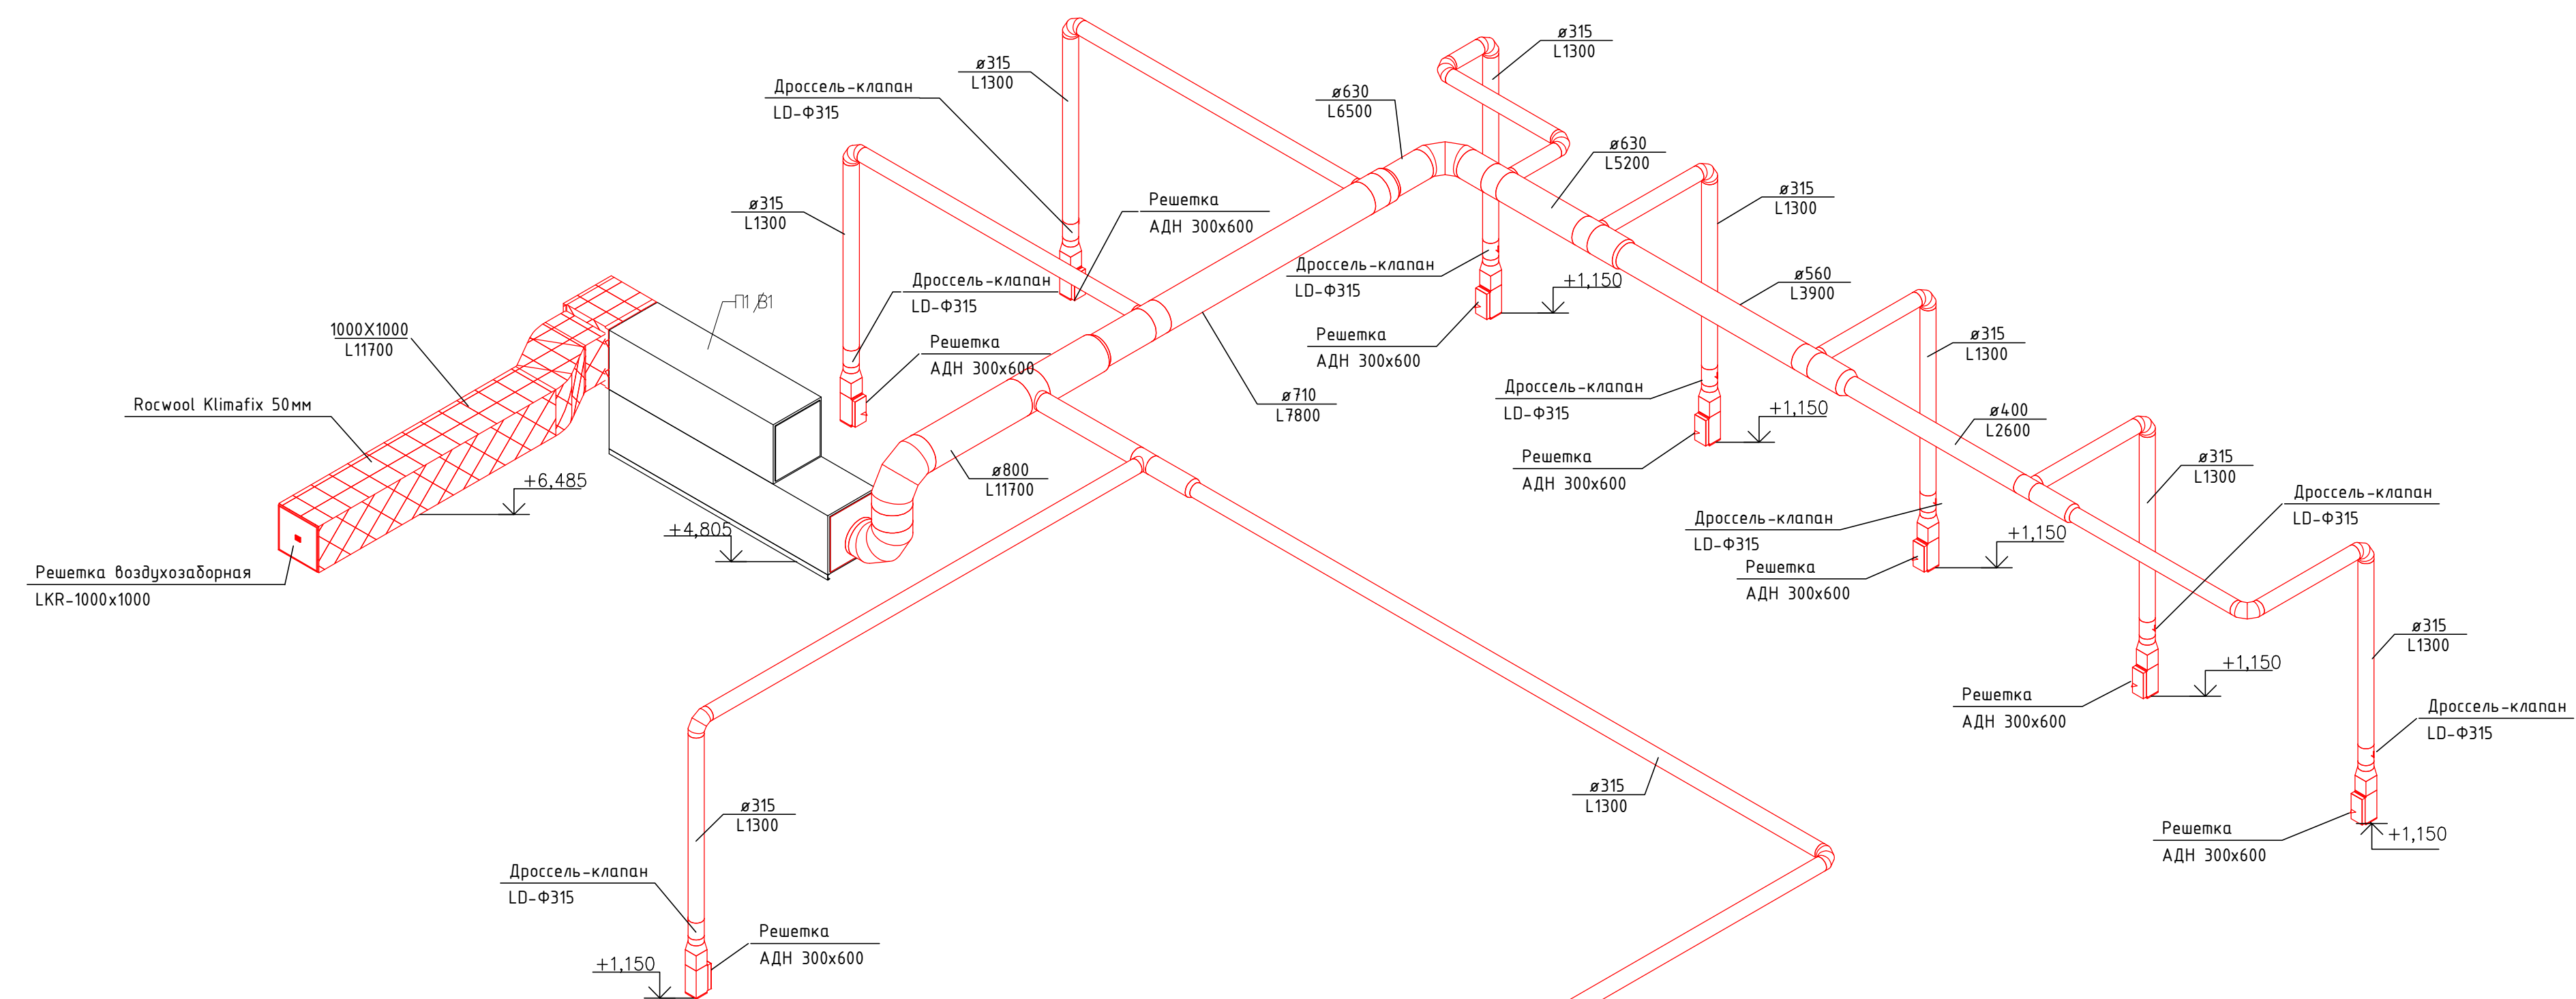 ø315
L1300
ø315
L1300
Дроссель-клапан
LD-Ф315
ø630
L6500
ø630
L5200
ø315
L1300
ø315
L1300
Решетка
АДН 300х600
Дроссель-клапан
LD-Ф315
+1,150
Дроссель-клапан
LD-Ф315
ø560
L3900
П1/В1
1000X1000
L11700
Решетка
АДН 300х600
Решетка
АДН 300х600
ø315
L1300
Дроссель-клапан
LD-Ф315
ø710
L7800
+1,150
ø400
L2600
Rocwool Klimafix 50мм
Решетка
АДН 300х600
ø315
L1300
ø800
L11700
+6,485
Дроссель-клапан
LD-Ф315
Дроссель-клапан
LD-Ф315
+4,805
+1,150
Решетка воздухозаборная
LKR-1000x1000
Решетка
АДН 300х600
ø315
L1300
+1,150
Решетка
АДН 300х600
Дроссель-клапан
LD-Ф315
ø315
L1300
ø315
L1300
Решетка
АДН 300х600
+1,150
Дроссель-клапан
LD-Ф315
Решетка
АДН 300х600
+1,150